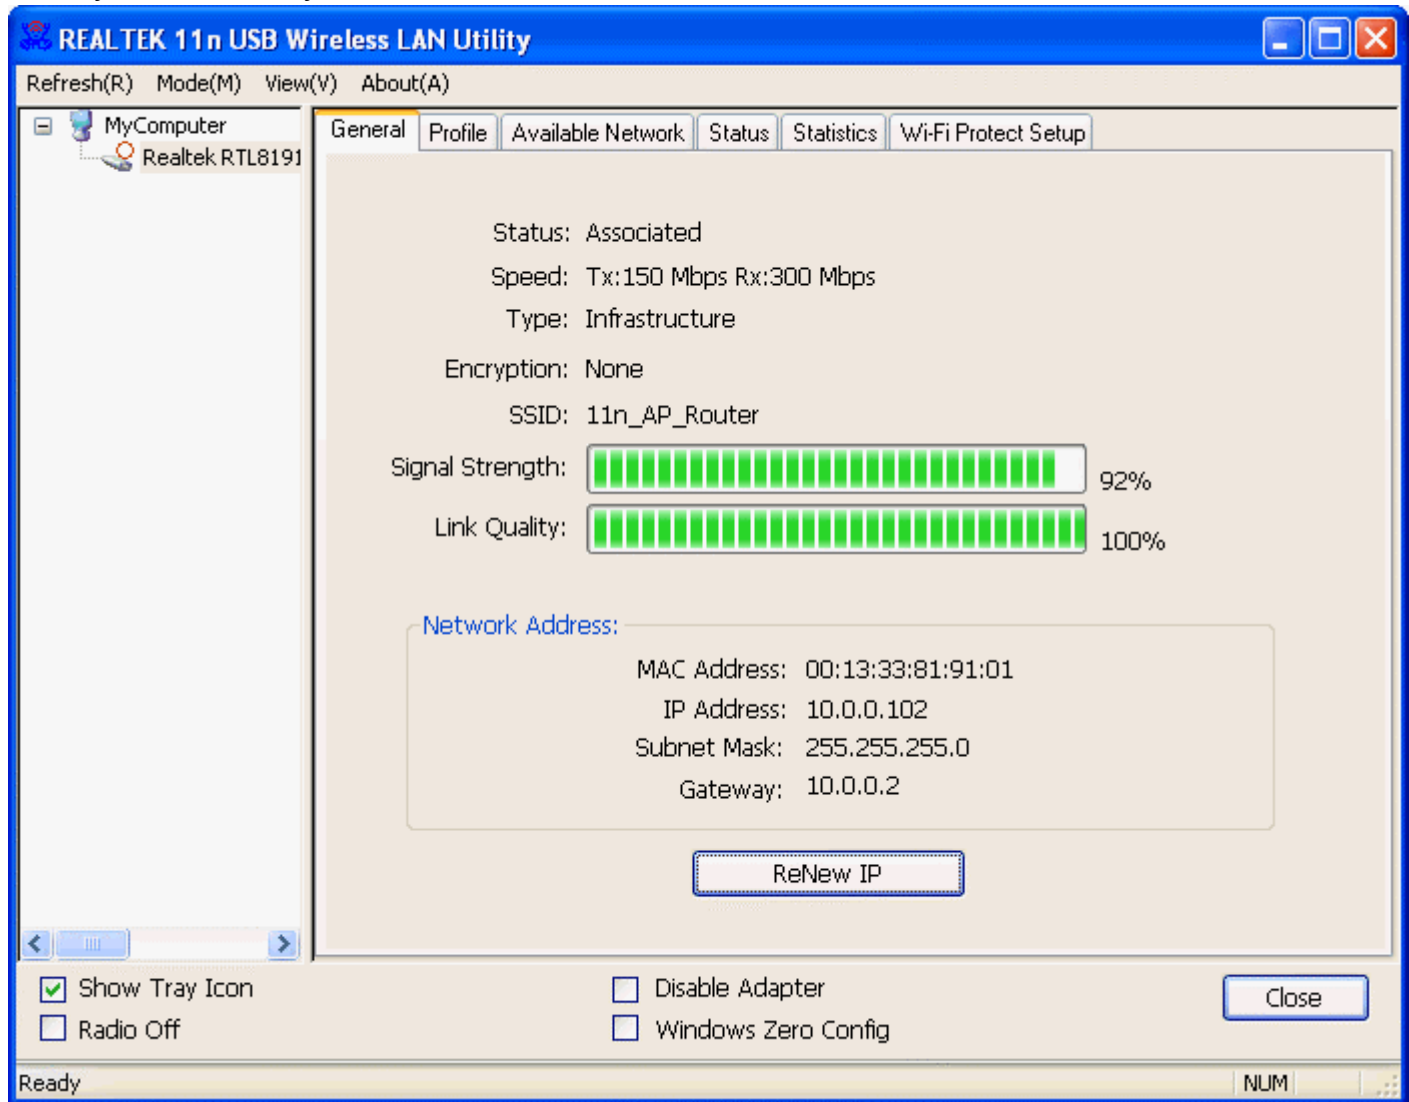 REALTEK 11n USB Wireless LAN Utility
Refresh(R) Mode(M) View(V) About(A)
MyComputer
Realtek RTL8191
General Profile Available Network Status Statistics Wi-Fi Protect Setup
Status: Associated
Speed: Tx:150 Mbps Rx:300 Mbps
Type: Infrastructure
Encryption: None
SSID: 11n_AP_Router
Signal Strength: 92%
Link Quality: 100%
Network Address:
MAC Address: 00:13:33:81:91:01
IP Address: 10.0.0.102
Subnet Mask: 255.255.255.0
Gateway: 10.0.0.2
ReNew IP
Show Tray Icon Disable Adapter Close
Radio Off Windows Zero Config
Ready NUM